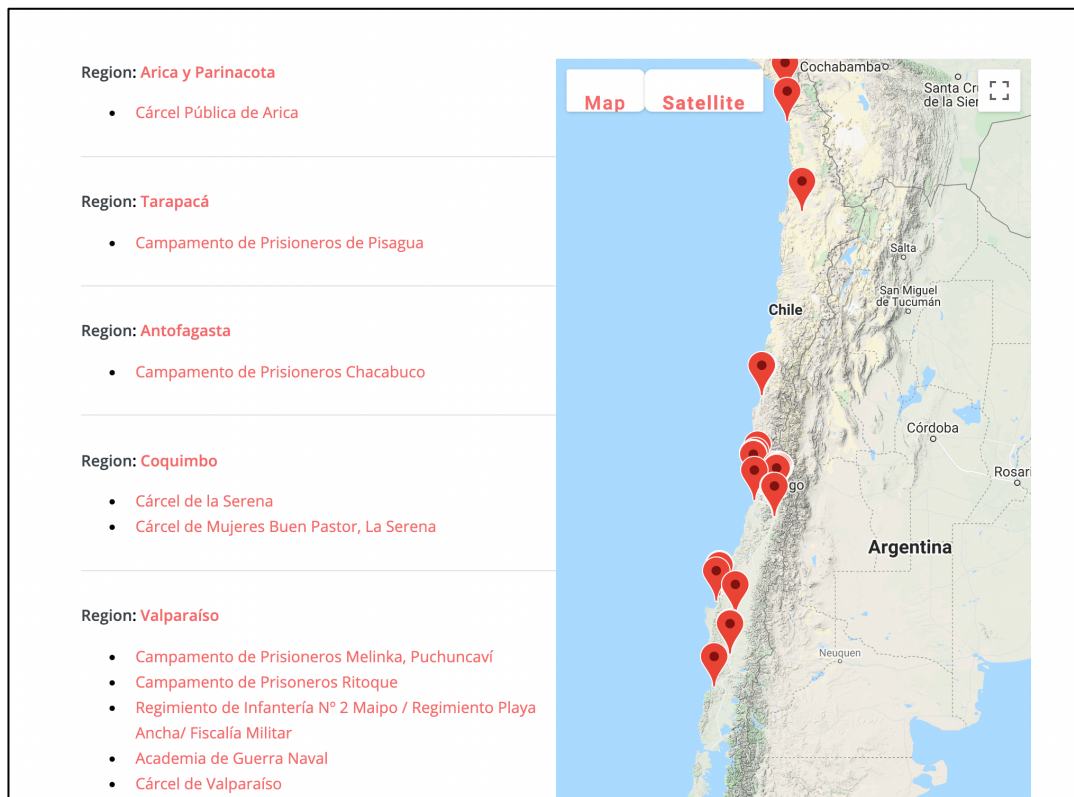 Region: Arica y Parinacota
Cárcel Pública de Arica
Region: Tarapacá
Campamento de Prisioneros de Pisagua
Region: Antofagasta
Campamento de Prisioneros Chacabuco
Region: Coquimbo
Cárcel de la Serena
Cárcel de Mujeres Buen Pastor, La Serena
Region: Valparaíso
Campamento de Prisioneros Melinka, Puchuncaví
Campamento de Prisoneros Ritoque
Regimiento de Infantería Nº 2 Maipo / Regimiento Playa
Ancha/ Fiscalía Militar
Academia de Guerra Naval
Cárcel de Valparaíso
Map
Satellite
Cochabamba
Santa Cru
de la Sier
Salta
San Miguel
de Tucumán
Chile
Córdoba
Rosari
go
Argentina
Neuquen